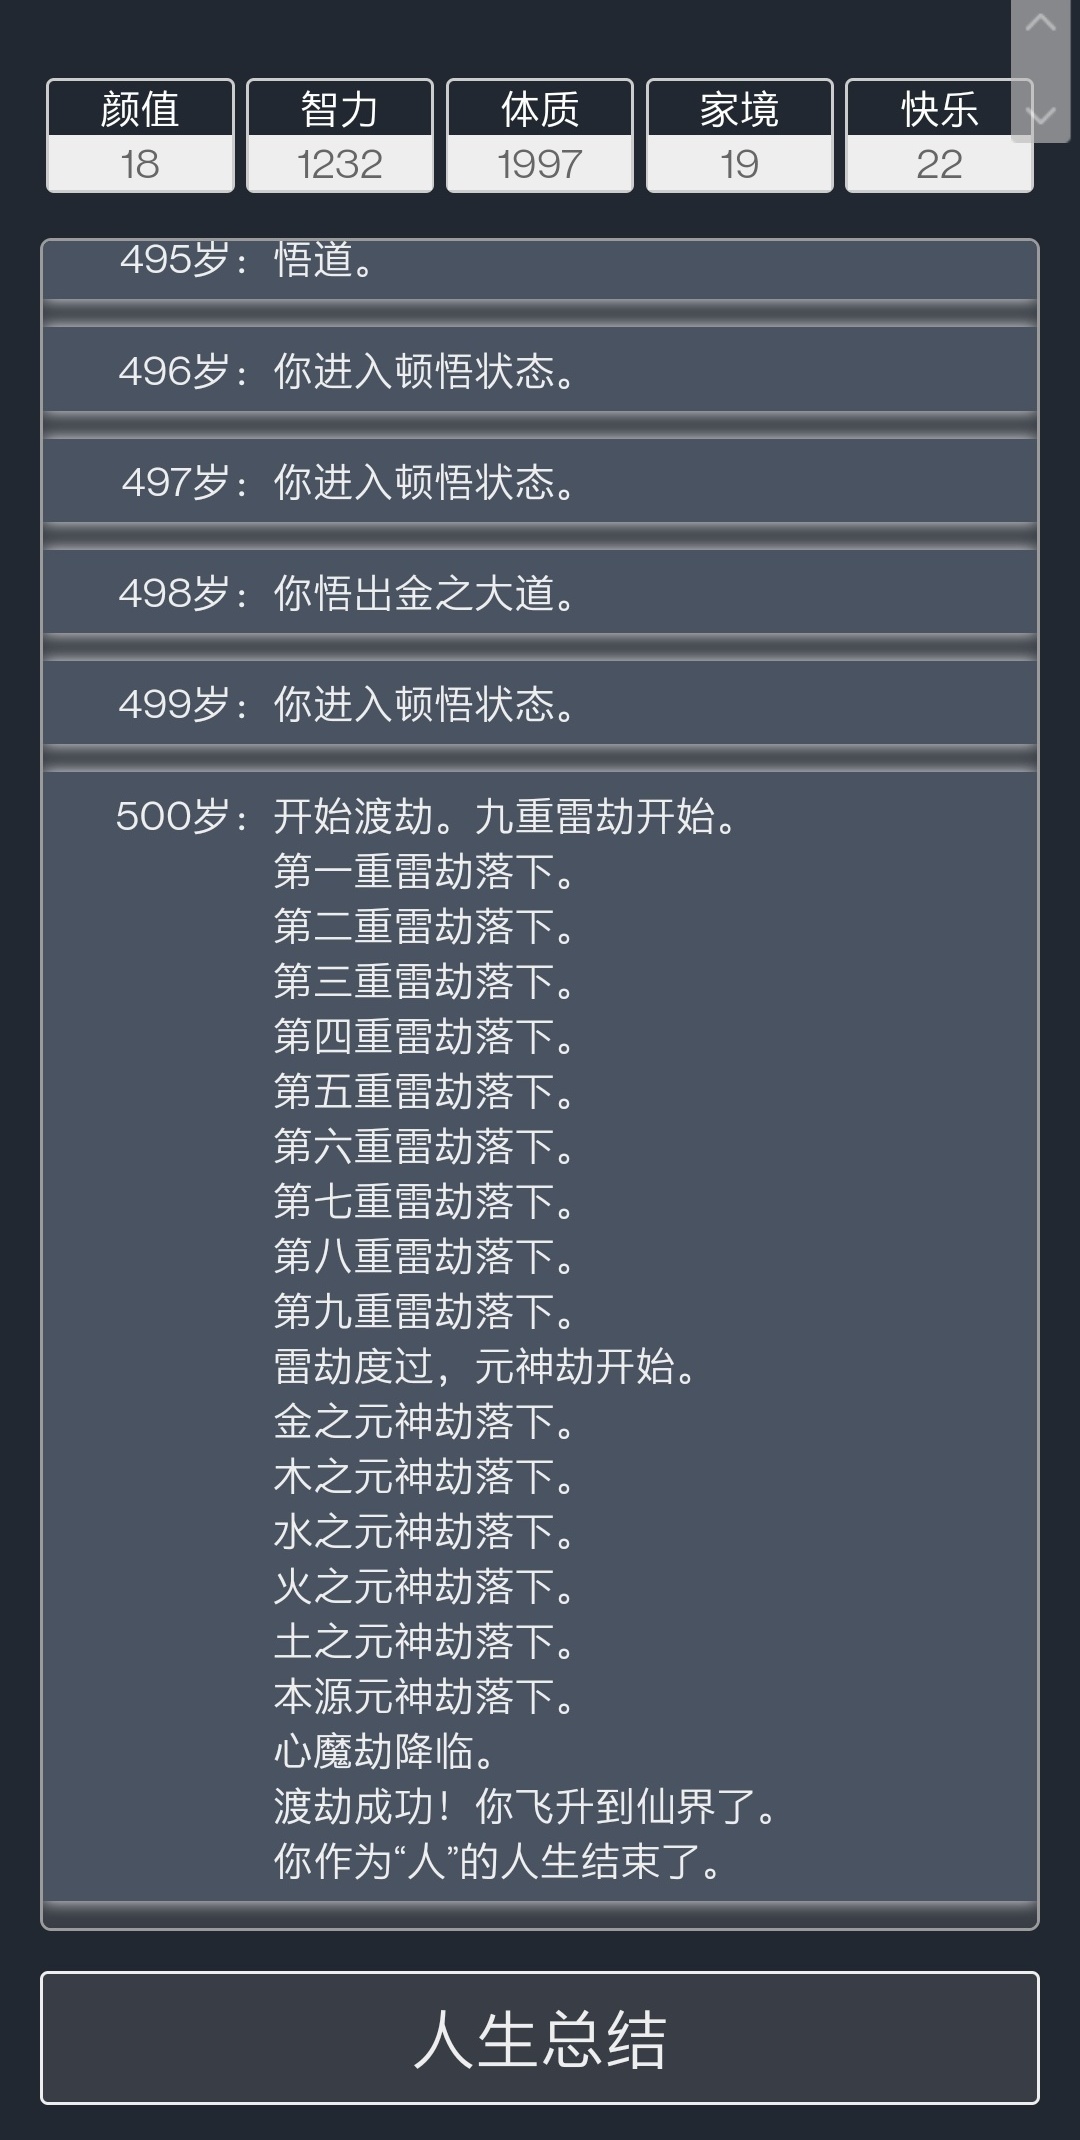 颜值 智力 体质 家境 快乐
18 1232 1997 19 22
495岁：悟道。
496岁：你进入顿悟状态。
497岁：你进入顿悟状态。
498岁：你悟出金之大道。
499岁：你进入顿悟状态。
500岁：开始渡劫。九重雷劫开始。
第一重雷劫落下。
第二重雷劫落下。
第三重雷劫落下。
第四重雷劫落下。
第五重雷劫落下。
第六重雷劫落下。
第七重雷劫落下。
第八重雷劫落下。
第九重雷劫落下。
雷劫度过，元神劫开始。
金之元神劫落下。
木之元神劫落下。
水之元神劫落下。
火之元神劫落下。
土之元神劫落下。
本源元神劫落下。
心魔劫降临。
渡劫成功！你飞升到仙界了。
你作为“人”的人生结束了。
人生总结